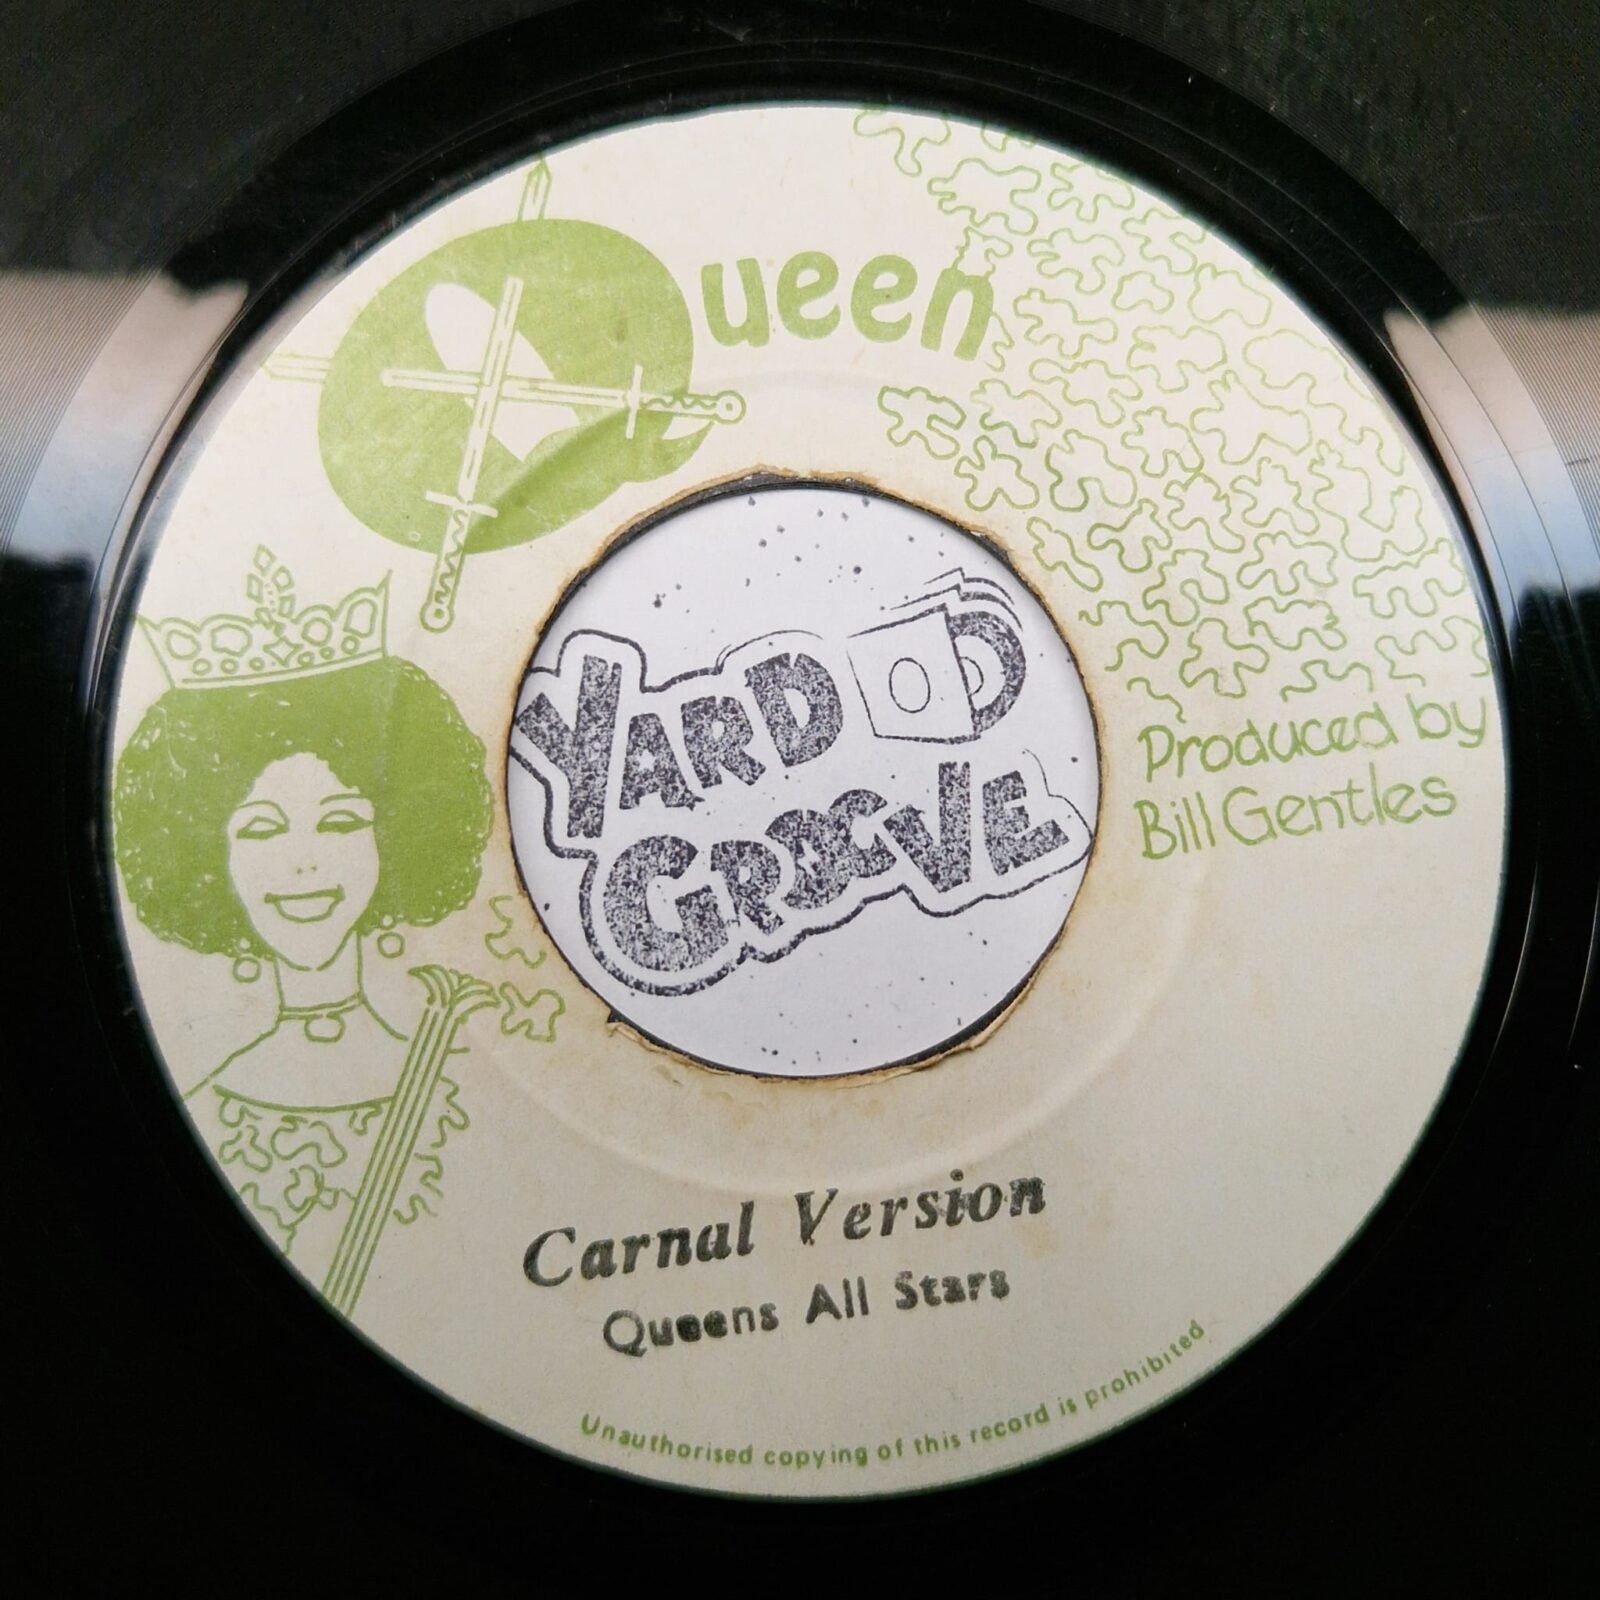 Queen
YARD
GROOVE
Produced by
Bill Gentles
Carnal Version
Queens All Stars
Unauthorised copying of this record is prohibited